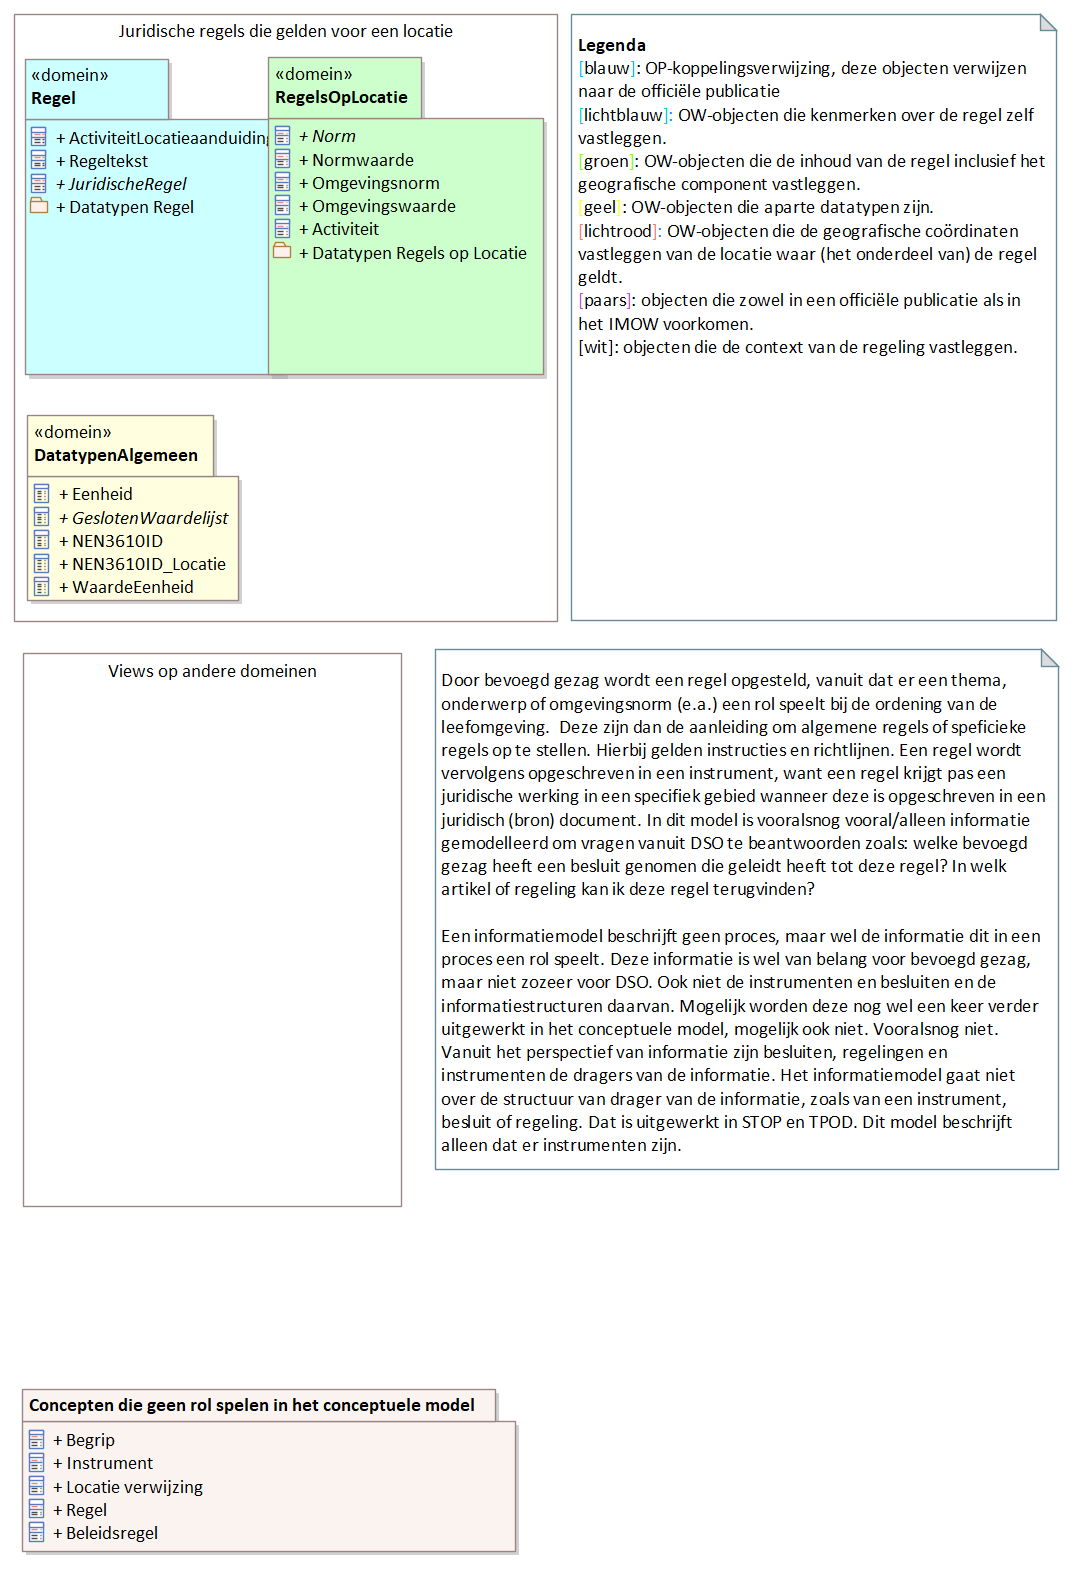 Juridische regels die gelden voor een locatie
«domein»
Regel
+ ActiviteitLocatieaanduiding
+ Regeltekst
+ JuridischeRegel
+ Datatypen Regel
«domein»
RegelsOpLocatie
+ Norm
+ Normwaarde
+ Omgevingsnorm
+ Omgevingswaarde
+ Activiteit
+ Datatypen Regels op Locatie
«domein»
DatatypenAlgemeen
+ Eenheid
+ GeslotenWaardelijst
+ NEN3610ID
+ NEN3610ID_Locatie
+ WaardeEenheid
Legenda
[blauw]: OP-koppelingsverwijzing, deze objecten verwijzen
naar de officiële publicatie
[lichtblauw]: OW-objecten die kenmerken over de regel zelf
vastleggen.
[groen]: OW-objecten die de inhoud van de regel inclusief het
geografische component vastleggen.
[geel]: OW-objecten die aparte datatypen zijn.
[lichtrood]: OW-objecten die de geografische coördinaten
vastleggen van de locatie waar (het onderdeel van) de regel
geldt.
[paars]: objecten die zowel in een officiële publicatie als in
het IMOW voorkomen.
[wit]: objecten die de context van de regeling vastleggen.
Views op andere domeinen
Door bevoegd gezag wordt een regel opgesteld, vanuit dat er een thema,
onderwerp of omgevingsnorm (e.a.) een rol speelt bij de ordening van de
leefomgeving.  Deze zijn dan de aanleiding om algemene regels of speficieke
regels op te stellen. Hierbij gelden instructies en richtlijnen. Een regel wordt
vervolgens opgeschreven in een instrument, want een regel krijgt pas een
juridische werking in een specifiek gebied wanneer deze is opgeschreven in een
juridisch (bron) document. In dit model is vooralsnog vooral/alleen informatie
gemodelleerd om vragen vanuit DSO te beantwoorden zoals: welke bevoegd
gezag heeft een besluit genomen die geleidt heeft tot deze regel? In welk
artikel of regeling kan ik deze regel terugvinden?
Een informatiemodel beschrijft geen proces, maar wel de informatie dit in een
proces een rol speelt. Deze informatie is wel van belang voor bevoegd gezag,
maar niet zozeer voor DSO. Ook niet de instrumenten en besluiten en de
informatiestructuren daarvan. Mogelijk worden deze nog wel een keer verder
uitgewerkt in het conceptuele model, mogelijk ook niet. Vooralsnog niet.
Vanuit het perspectief van informatie zijn besluiten, regelingen en
instrumenten de dragers van de informatie. Het informatiemodel gaat niet
over de structuur van drager van de informatie, zoals van een instrument,
besluit of regeling. Dat is uitgewerkt in STOP en TPOD. Dit model beschrijft
alleen dat er instrumenten zijn.
Concepten die geen rol spelen in het conceptuele model
+ Begrip
+ Instrument
+ Locatie verwijzing
+ Regel
+ Beleidsregel